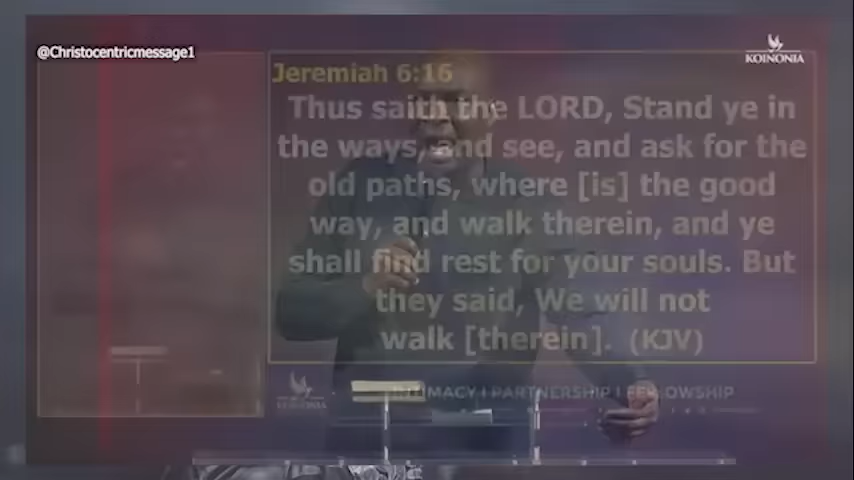 @Christocentricmessage1
KOINONIA
Jeremiah 6:16
Thus saith the LORD, Stand ye in
the ways, and see, and ask for the
old paths, where [is] the good
way, and walk therein, and ye
shall find rest for your souls. But
they said, We will not
walk [therein]. (KJV)
KOINONIA
INTIMACY I PARTNERSHIP I FELLOWSHIP